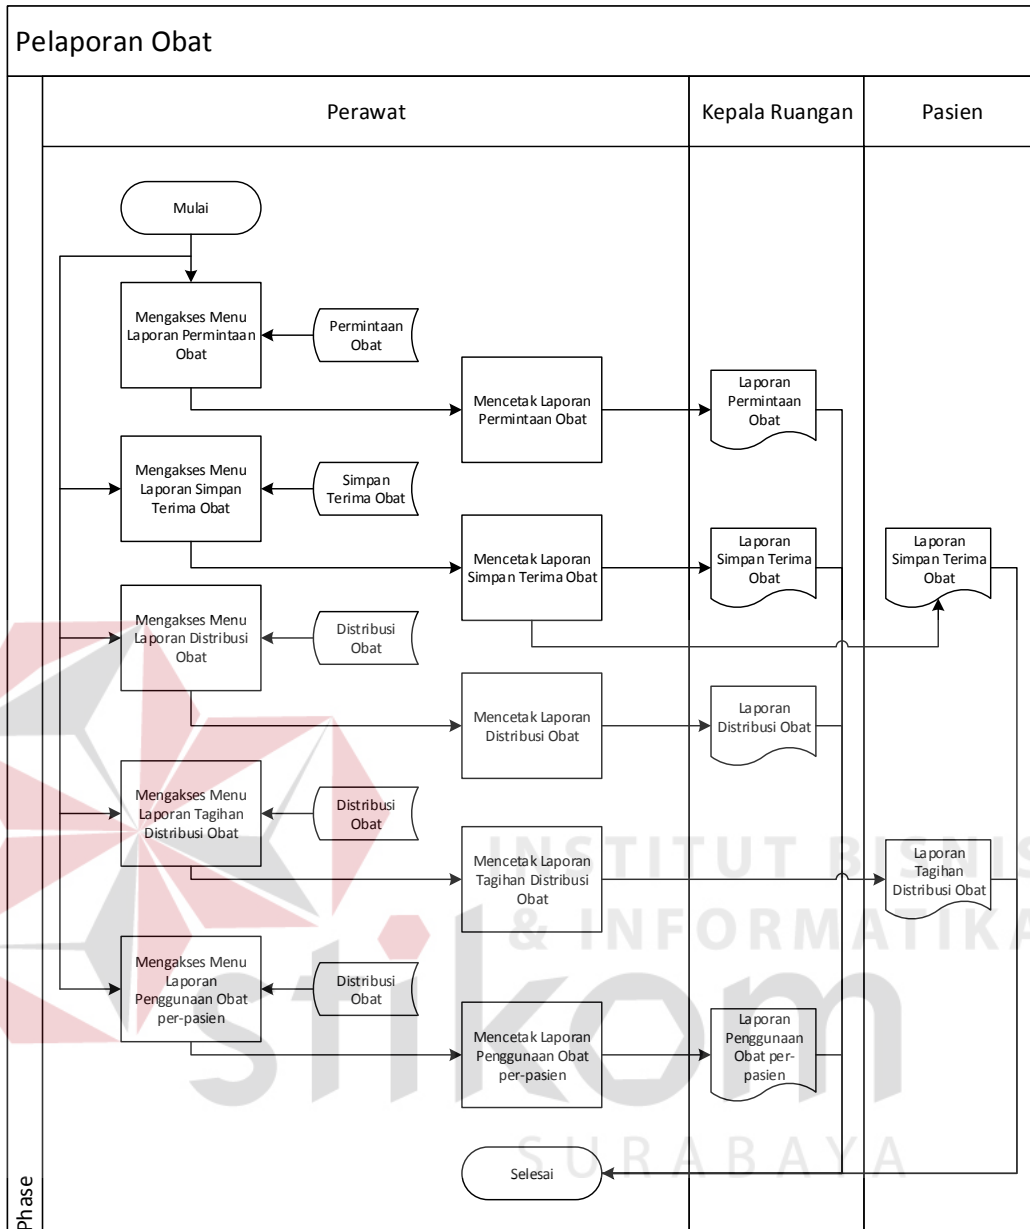 Pelaporan Obat
Perawat
Kepala Ruangan
Pasien
Mulai
Mengakses Menu
Laporan Permintaan
Obat
Permintaan
Obat
Mencetak Laporan
Permintaan Obat
Laporan
Permintaan
Obat
Mengakses Menu
Laporan Simpan
Terima Obat
Simpan
Terima Obat
Mencetak Laporan
Simpan Terima Obat
Laporan
Simpan Terima
Obat
Laporan
Simpan Terima
Obat
Mengakses Menu
Laporan Distribusi
Obat
Distribusi
Obat
Mencetak Laporan
Distribusi Obat
Laporan
Distribusi Obat
Mengakses Menu
Laporan Tagihan
Distribusi Obat
Distribusi
Obat
Mencetak Laporan
Tagihan Distribusi
Obat
Laporan
Tagihan
Distribusi Obat
Mengakses Menu
Laporan
Penggunaan Obat
per-pasien
Distribusi
Obat
Mencetak Laporan
Penggunaan Obat
per-pasien
Laporan
Penggunaan
Obat per-
pasien
Selesai
Phase
INSTITUT BISNIS
& INFORMATIKA
stikom
SURABAYA